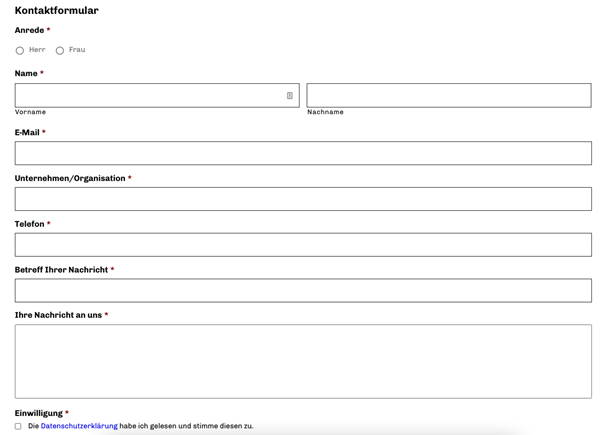 Kontaktformular
Anrede *
Herr Frau
Name *
Vorname Nachname
E-Mail *
Unternehmen/Organisation *
Telefon *
Betreff Ihrer Nachricht *
Ihre Nachricht an uns *
Einwilligung *
Die Datenschutzerklärung habe ich gelesen und stimme diesen zu.